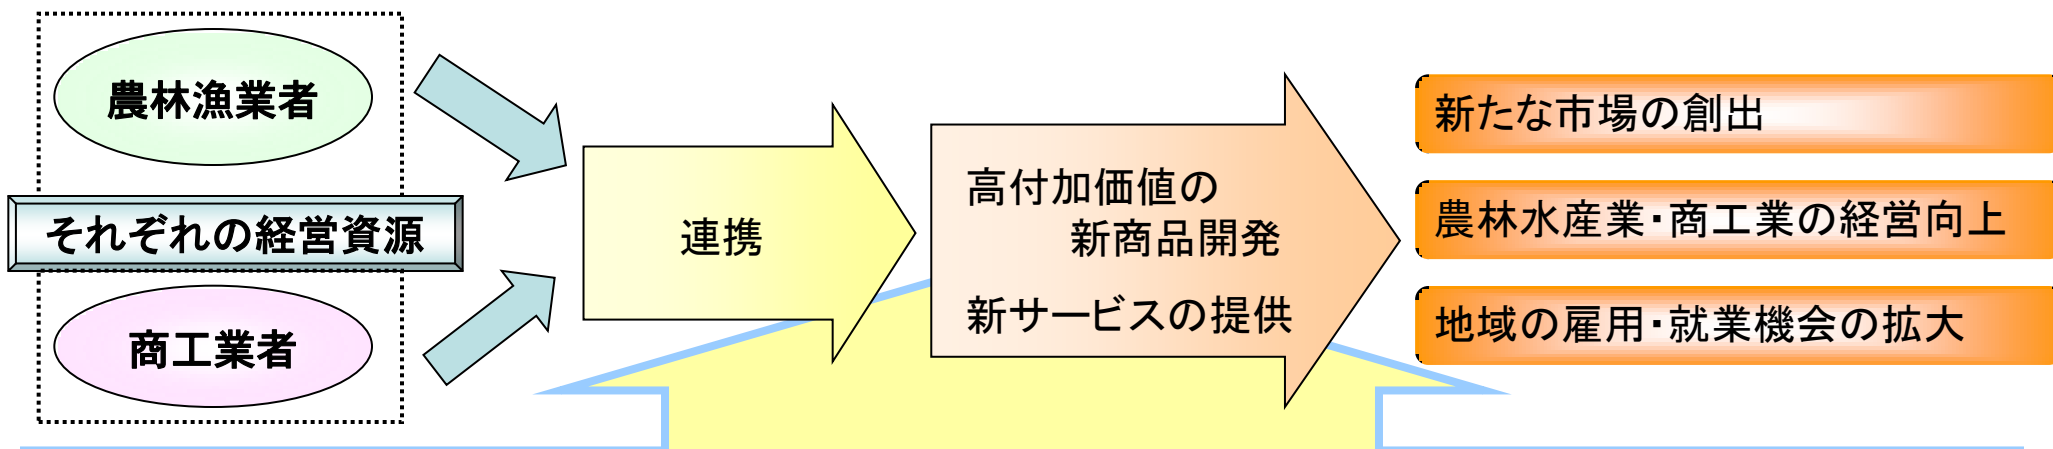 農林漁業者
それぞれの経営資源
商工業者
連携
高付加価値の
新商品開発
新サービスの提供
新たな市場の創出
農林水産業・商工業の経営向上
地域の雇用・就業機会の拡大